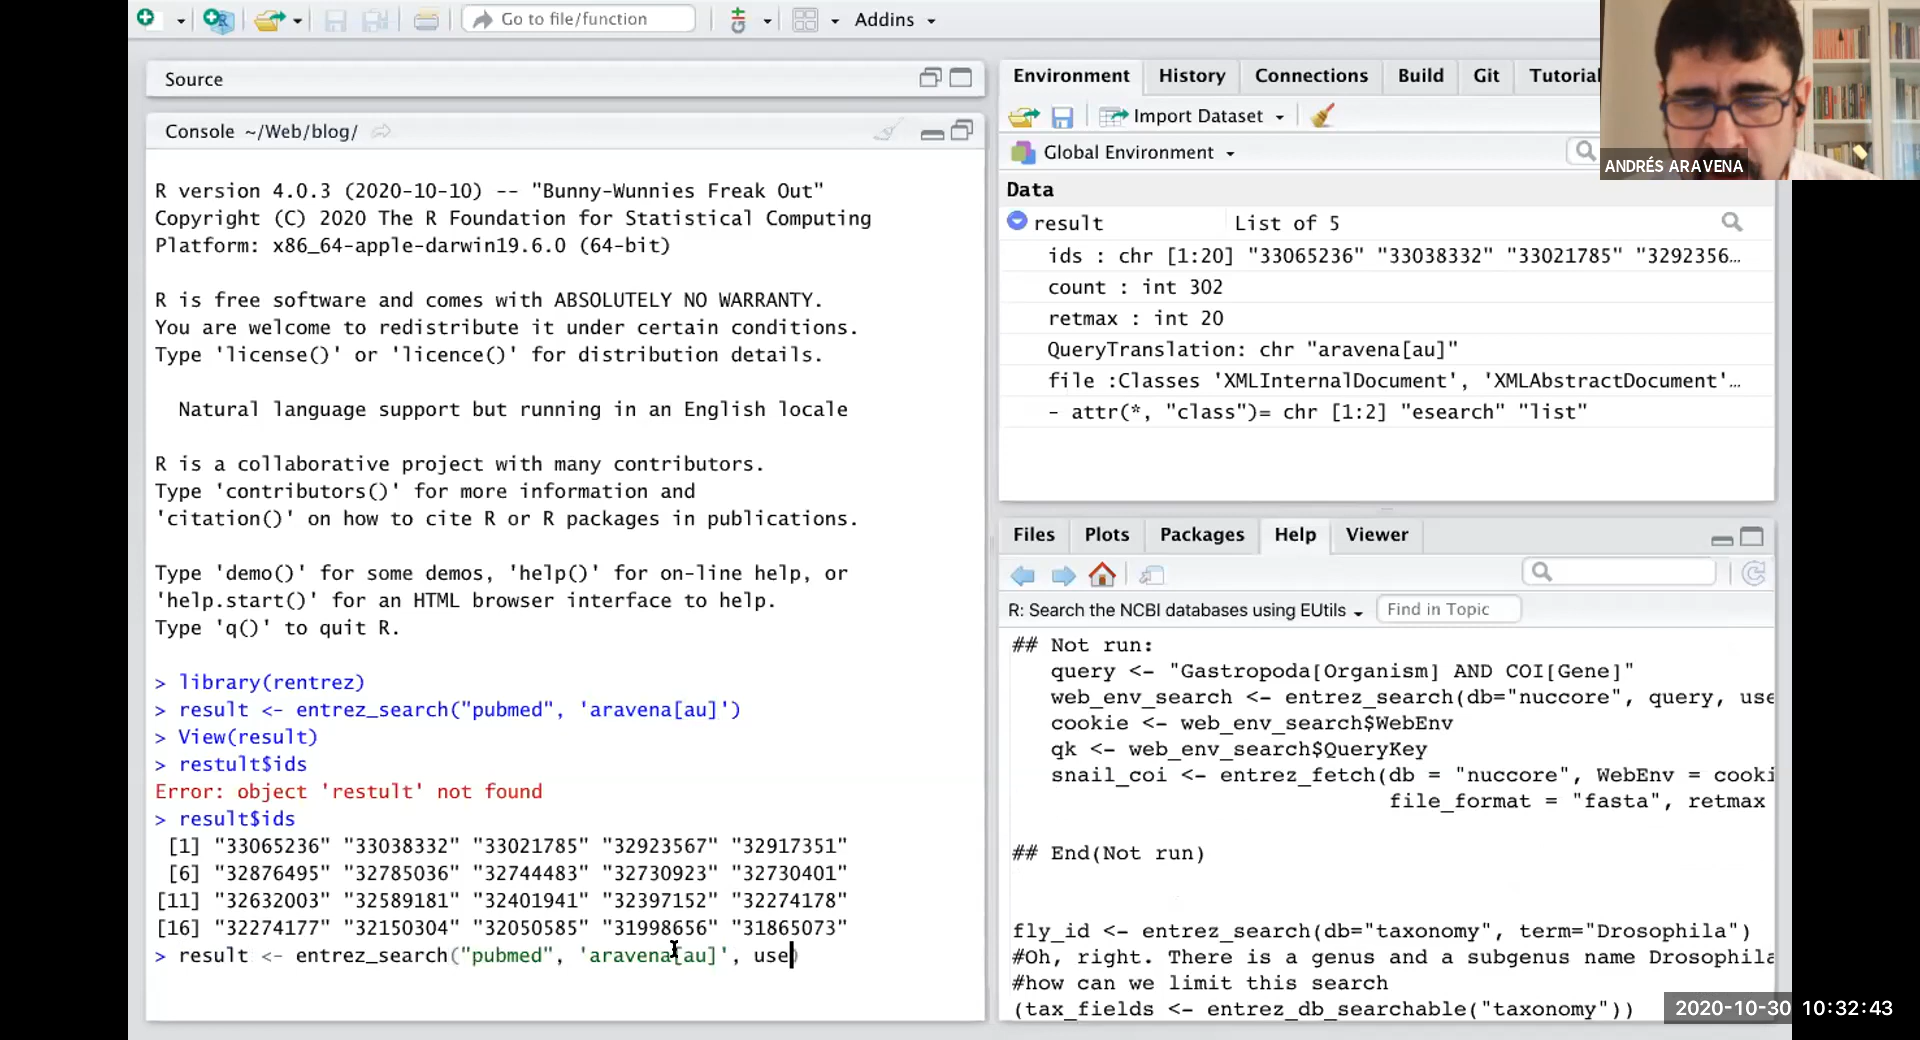 Go to file/function
Addins
Source
Console ~/Web/blog/
R version 4.0.3 (2020-10-10) -- "Bunny-Wunnies Freak Out"
Copyright (C) 2020 The R Foundation for Statistical Computing
Platform: x86_64-apple-darwin19.6.0 (64-bit)
R is free software and comes with ABSOLUTELY NO WARRANTY.
You are welcome to redistribute it under certain conditions.
Type 'license()' or 'licence()' for distribution details.
Natural language support but running in an English locale
R is a collaborative project with many contributors.
Type 'contributors()' for more information and
'citation()' on how to cite R or R packages in publications.
Type 'demo()' for some demos, 'help()' for on-line help, or
'help.start()' for an HTML browser interface to help.
Type 'q()' to quit R.
> library(rentrez)
> result <- entrez_search("pubmed", 'aravena[au]')
> View(result)
> restult$ids
Error: object 'restult' not found
> result$ids
[1] "33065236" "33038332" "33021785" "32923567" "32917351"
[6] "32876495" "32785036" "32744483" "32730923" "32730401"
[11] "32632003" "32589181" "32401941" "32397152" "32274178"
[16] "32274177" "32150304" "32050585" "31998656" "31865073"
> result <- entrez_search("pubmed", 'aravena[au]', use)
Environment History Connections Build Git Tutorial
Import Dataset
Global Environment
Data
result List of 5
ids : chr [1:20] "33065236" "33038332" "33021785" "3292356…
count : int 302
retmax : int 20
QueryTranslation: chr "aravena[au]"
file :Classes 'XMLInternalDocument', 'XMLAbstractDocument'…
- attr(*, "class")= chr [1:2] "esearch" "list"
Files Plots Packages Help Viewer
R: Search the NCBI databases using EUtils
Find in Topic
## Not run:
query <- "Gastropoda[Organism] AND COI[Gene]"
web_env_search <- entrez_search(db="nuccore", query, use
cookie <- web_env_search$WebEnv
qk <- web_env_search$QueryKey
snail_coi <- entrez_fetch(db = "nuccore", WebEnv = cooki
file_format = "fasta", retmax
## End(Not run)
fly_id <- entrez_search(db="taxonomy", term="Drosophila")
#Oh, right. There is a genus and a subgenus name Drosophila
#how can we limit this search
(tax_fields <- entrez_db_searchable("taxonomy"))
ANDRÉS ARAVENA
2020-10-30 10:32:43